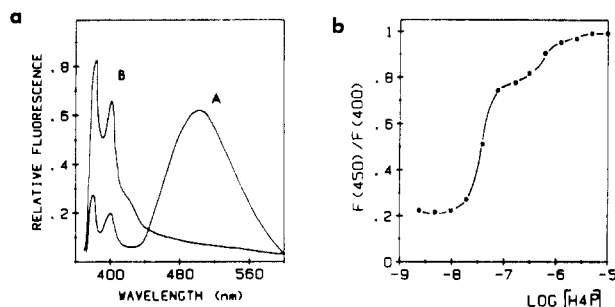 a
b
RELATIVE FLUORESCENCE
.8
.6
.4
.2
B
A
400
480
560
WAVELENGTH (nm)
F(450)/F(400)
1
.8
.6
.4
.2
0
-9
-8
-7
-6
-5
LOG [H4P]